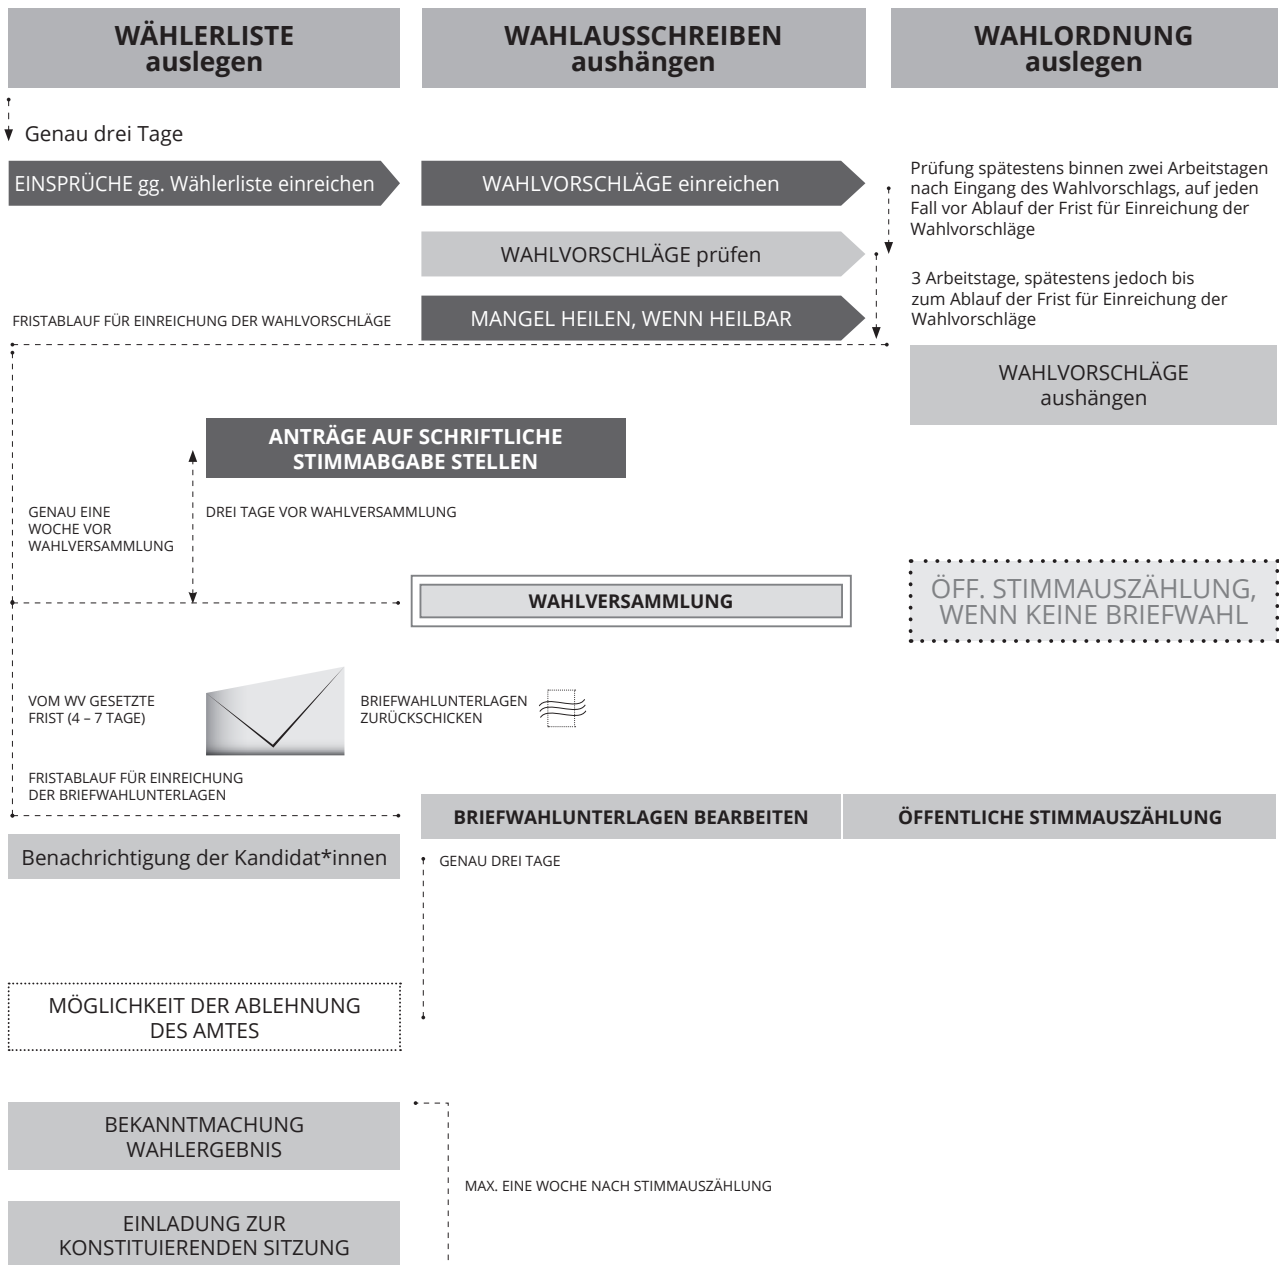 WÄHLERLISTE
auslegen
WAHLAUSSCHREIBEN
aushängen
WAHLORDNUNG
auslegen
Genau drei Tage
EINSPRÜCHE gg. Wählerliste einreichen
WAHLVORSCHLÄGE einreichen
Prüfung spätestens binnen zwei Arbeitstagen
nach Eingang des Wahlvorschlags, auf jeden
Fall vor Ablauf der Frist für Einreichung der
Wahlvorschläge
WAHLVORSCHLÄGE prüfen
3 Arbeitstage, spätestens jedoch bis
zum Ablauf der Frist für Einreichung der
Wahlvorschläge
FRISTABLAUF FÜR EINREICHUNG DER WAHLVORSCHLÄGE
MANGEL HEILEN, WENN HEILBAR
WAHLVORSCHLÄGE
aushängen
ANTRÄGE AUF SCHRIFTLICHE
STIMMABGABE STELLEN
GENAU EINE
WOCHE VOR
WAHLVERSAMMLUNG
DREI TAGE VOR WAHLVERSAMMLUNG
WAHLVERSAMMLUNG
ÖFF. STIMMAUSZÄHLUNG,
WENN KEINE BRIEFWAHL
VOM WV GESETZTE
FRIST (4 – 7 TAGE)
BRIEFWAHLUNTERLAGEN
ZURÜCKSCHICKEN
FRISTABLAUF FÜR EINREICHUNG
DER BRIEFWAHLUNTERLAGEN
BRIEFWAHLUNTERLAGEN BEARBEITEN
ÖFFENTLICHE STIMMAUSZÄHLUNG
Benachrichtigung der Kandidat*innen
GENAU DREI TAGE
MÖGLICHKEIT DER ABLEHNUNG
DES AMTES
BEKANNTMACHUNG
WAHLERGEBNIS
MAX. EINE WOCHE NACH STIMMAUSZÄHLUNG
EINLADUNG ZUR
KONSTITUIERENDEN SITZUNG